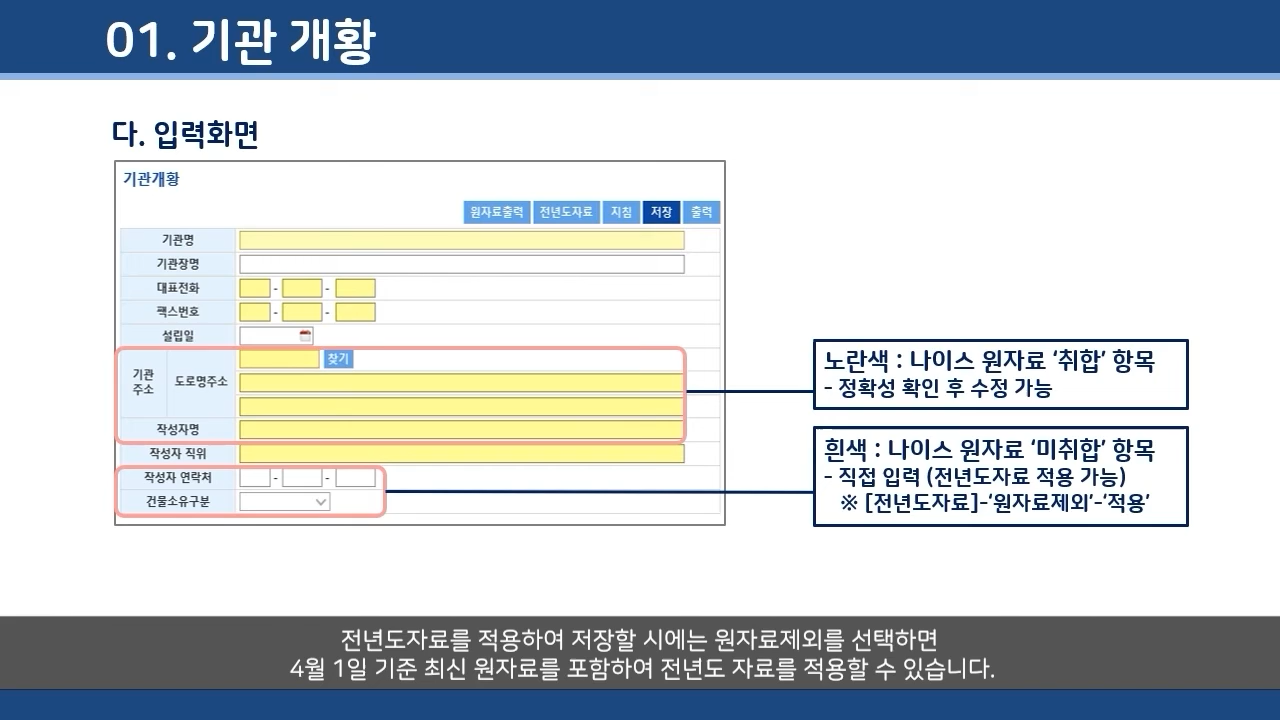 01. 기관 개황
다. 입력화면
기관개황
원자료출력 전년도자료 지침 저장 출력
기관명
기관장명
대표전화 - -
팩스번호 - -
설립일
기관 주소
도로명주소
찾기
작성자명
작성자 직위
작성자 연락처 - -
건물소유구분
노란색 : 나이스 원자료 ‘취합’ 항목
- 정확성 확인 후 수정 가능
흰색 : 나이스 원자료 ‘미취합’ 항목
- 직접 입력 (전년도자료 적용 가능)
※ [전년도자료]-‘원자료제외’-‘적용’
전년도자료를 적용하여 저장할 시에는 원자료제외를 선택하면
4월 1일 기준 최신 원자료를 포함하여 전년도 자료를 적용할 수 있습니다.